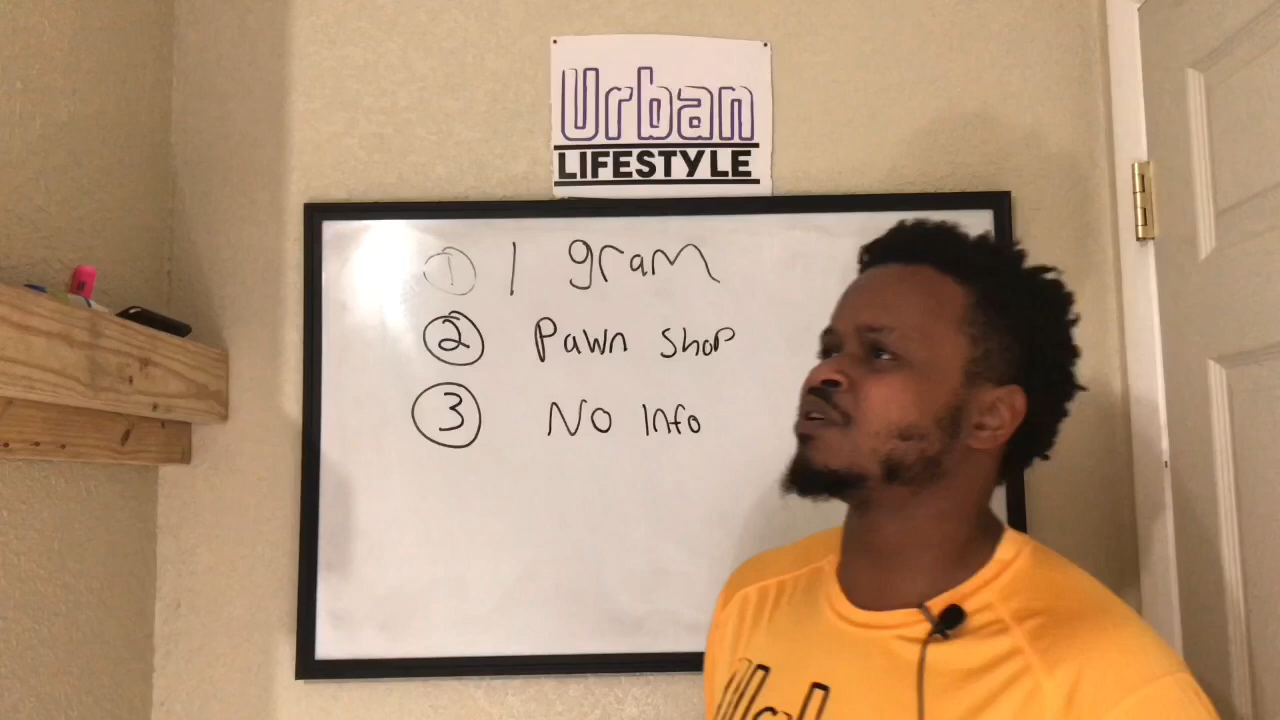 Urban
LIFESTYLE
① 1 gram
② Pawn Shop
③ No Info